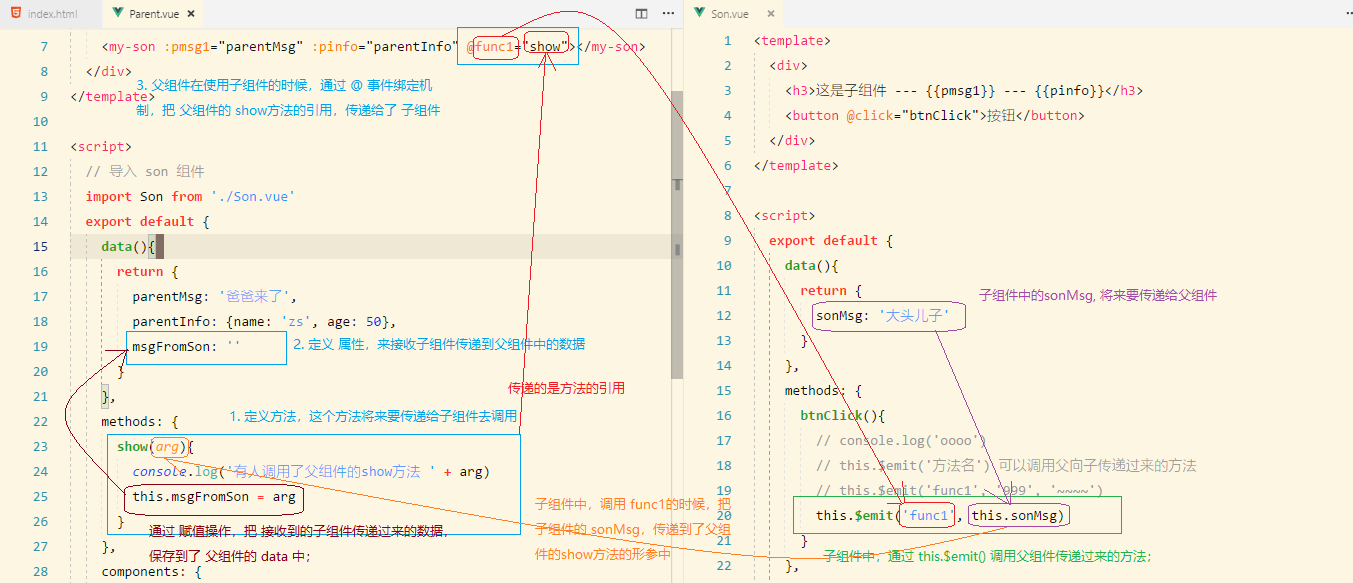 index.html
Parent.vue
7 <my-son :pmsg1="parentMsg" :pinfo="parentInfo" @func1="show"></my-son>
8 </div>
3. 父组件在使用子组件的时候，通过 @ 事件绑定机
9 </template>
制，把 父组件的 show方法的引用，传递给了 子组件
10
11 <script>
12 // 导入 son 组件
13 import Son from './Son.vue'
14 export default {
15 data(){
16 return {
17 parentMsg: '爸爸来了',
18 parentInfo: {name: 'zs', age: 50},
19 msgFromSon: ''
2. 定义 属性，来接收子组件传递到父组件中的数据
20 }
传递的是方法的引用
21 },
22 methods: {
1. 定义方法，这个方法将来要传递给子组件去调用
23 show(arg){
24 console.log('有人调用了父组件的show方法 ' + arg)
25 this.msgFromSon = arg
26 }
通过 赋值操作，把 接收到的子组件传递过来的数据，
27 },
保存到了 父组件的 data 中；
28 components: {
子组件中，调用 func1的时候，把
子组件的 sonMsg，传递到了父组
件的show方法的形参中
Son.vue
1 <template>
2 <div>
3 <h3>这是子组件 --- {{pmsg1}} --- {{pinfo}}</h3>
4 <button @click="btnClick">按钮</button>
5 </div>
6 </template>
7
8 <script>
9 export default {
10 data(){
11 return {
子组件中的sonMsg, 将来要传递给父组件
12 sonMsg: '大头儿子'
13 }
14 },
15 methods: {
16 btnClick(){
17 // console.log('oooo')
18 // this.$emit('方法名') 可以调用父向子传递过来的方法
19 // this.$emit('func1', '999', '~~~~')
20 this.$emit('func1', this.sonMsg)
21 }
子组件中，通过 this.$emit() 调用父组件传递过来的方法；
22 },